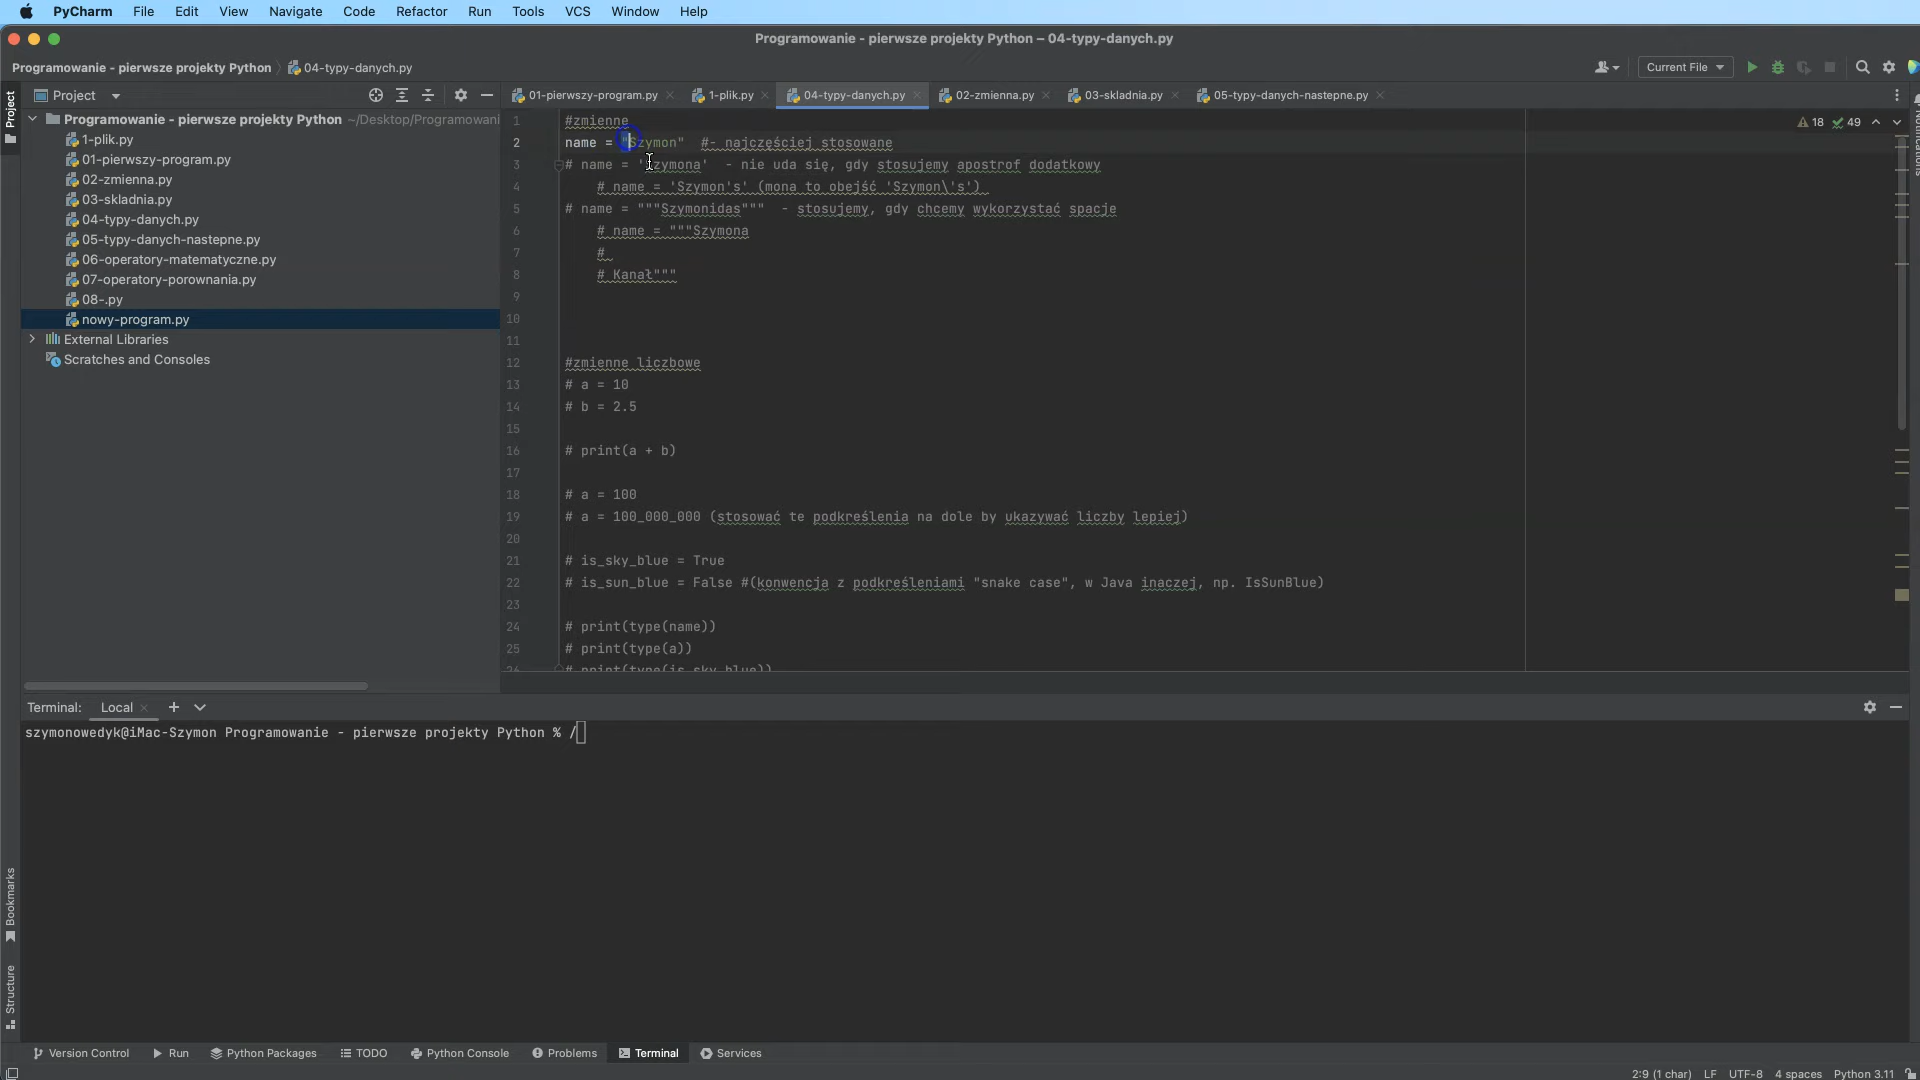 PyCharm File Edit View Navigate Code Refactor Run Tools VCS Window Help
Programowanie - pierwsze projekty Python – 04-typy-danych.py
Programowanie - pierwsze projekty Python 04-typy-danych.py
Current File
Project
Project
01-pierwszy-program.py 1-plik.py 04-typy-danych.py 02-zmienna.py 03-skladnia.py 05-typy-danych-nastepne.py
Programowanie - pierwsze projekty Python ~/Desktop/Programowani
1-plik.py
01-pierwszy-program.py
02-zmienna.py
03-skladnia.py
04-typy-danych.py
05-typy-danych-nastepne.py
06-operatory-matematyczne.py
07-operatory-porownania.py
08-.py
nowy-program.py
External Libraries
Scratches and Consoles
18 49
Notifications
1 #zmienne
2 name = "Szymon" #- najczęściej stosowane
3 # name = 'Szymona' - nie uda się, gdy stosujemy apostrof dodatkowy
4 # name = 'Szymon's' (mona to obejść 'Szymon\'s')
5 # name = """Szymonidas""" - stosujemy, gdy chcemy wykorzystać spacje
6 # name = """Szymona
7 #
8 # Kanał"""
9
10
11
12 #zmienne liczbowe
13 # a = 10
14 # b = 2.5
15
16 # print(a + b)
17
18 # a = 100
19 # a = 100_000_000 (stosować te podkreślenia na dole by ukazywać liczby lepiej)
20
21 # is_sky_blue = True
22 # is_sun_blue = False #(konwencja z podkreśleniami "snake case", w Java inaczej, np. IsSunBlue)
23
24 # print(type(name))
25 # print(type(a))
26 # print(type(is_sky_blue))
Terminal: Local
szymonowedyk@iMac-Szymon Programowanie - pierwsze projekty Python % /
Bookmarks
Structure
Version Control Run Python Packages TODO Python Console Problems Terminal Services
2:9 (1 char) LF UTF-8 4 spaces Python 3.11